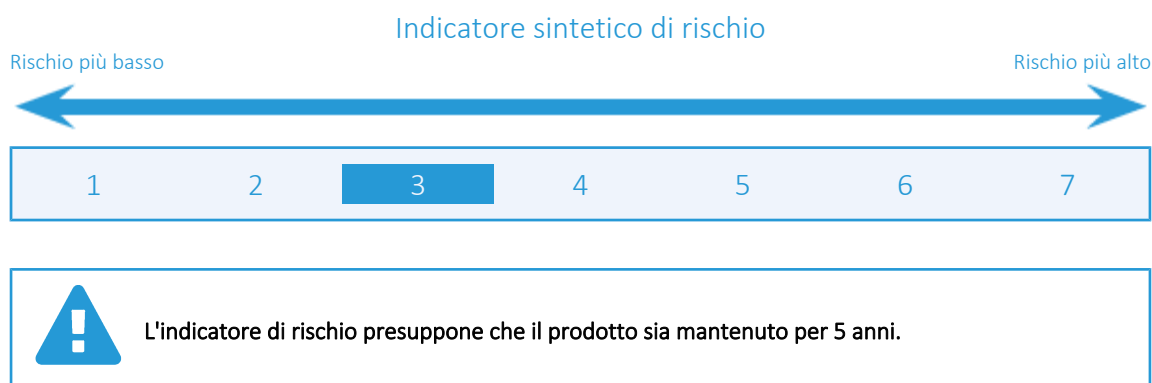 Indicatore sintetico di rischio
Rischio più basso Rischio più alto
1 2 3 4 5 6 7
L'indicatore di rischio presuppone che il prodotto sia mantenuto per 5 anni.